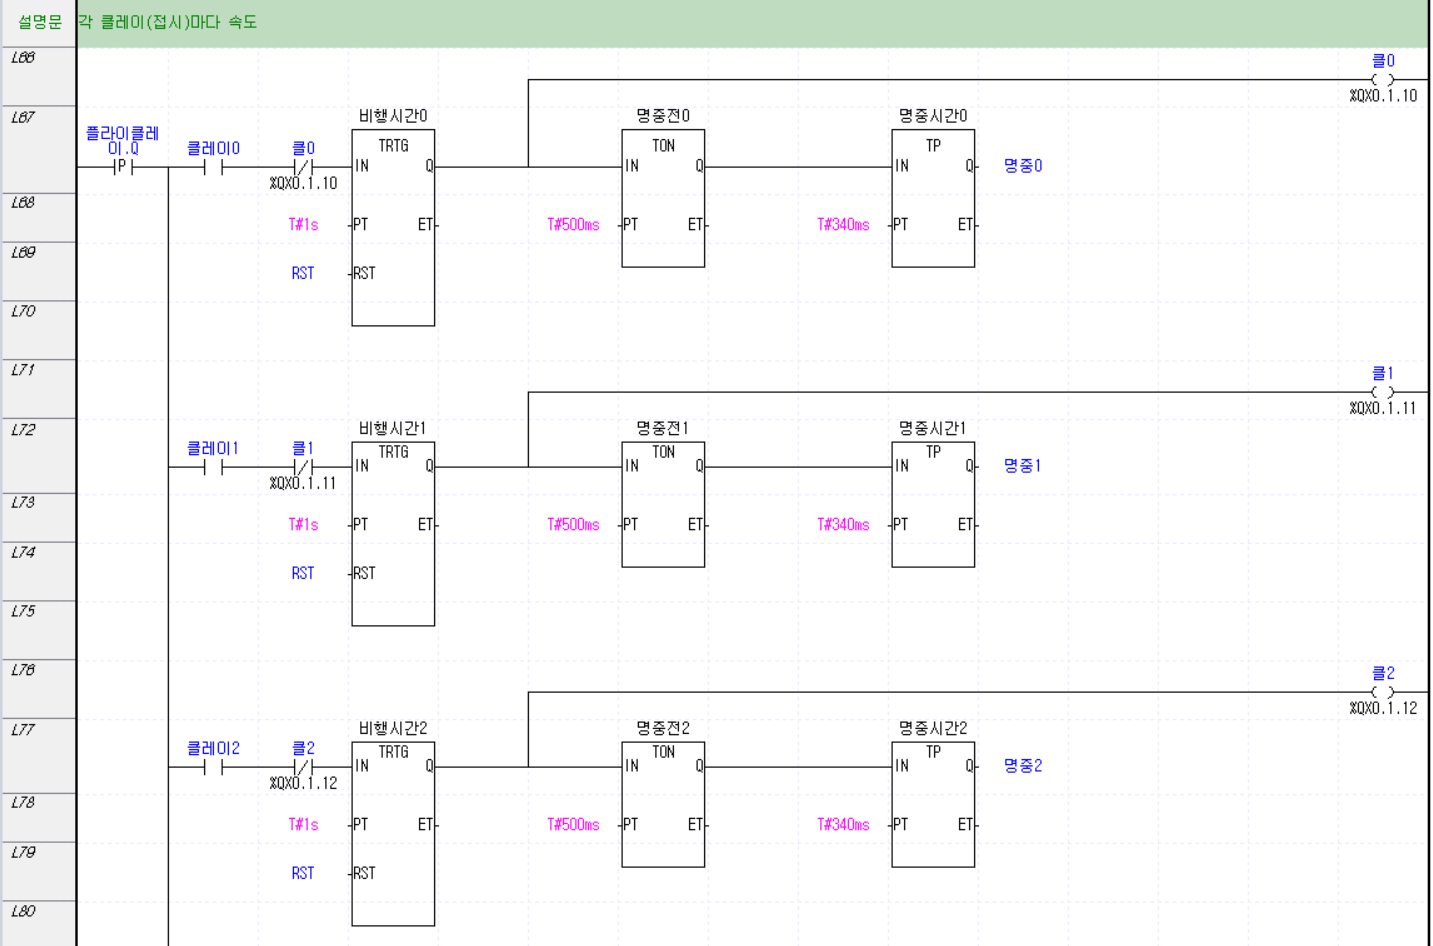 설명문 각 클레이(접시)마다 속도
L66
클0
%QX0.1.10
L67
비행시간0 명중전0 명중시간0
플라이클레
이.Q 클레이0 클0
TRTG TON TP
P IN Q IN Q IN Q 명중0
%QX0.1.10
L68
T#1s PT ET T#500ms PT ET T#340ms PT ET
L69
RST RST
L70
L71
클1
%QX0.1.11
L72
비행시간1 명중전1 명중시간1
클레이1 클1 TRTG TON TP
IN Q IN Q IN Q 명중1
%QX0.1.11
L73
T#1s PT ET T#500ms PT ET T#340ms PT ET
L74
RST RST
L75
L76
클2
%QX0.1.12
L77
비행시간2 명중전2 명중시간2
클레이2 클2 TRTG TON TP
IN Q IN Q IN Q 명중2
%QX0.1.12
L78
T#1s PT ET T#500ms PT ET T#340ms PT ET
L79
RST RST
L80